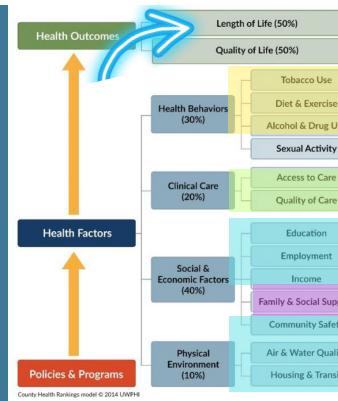 Health Outcomes
Length of Life (50%)
Quality of Life (50%)
Health Factors
Health Behaviors
(30%)
Tobacco Use
Diet & Exercise
Alcohol & Drug U
Sexual Activity
Clinical Care
(20%)
Access to Care
Quality of Care
Social &
Economic Factors
(40%)
Education
Employment
Income
Family & Social Supp
Community Safet
Physical
Environment
(10%)
Air & Water Quali
Housing & Transi
Policies & Programs
County Health Rankings model © 2014 UWPHI